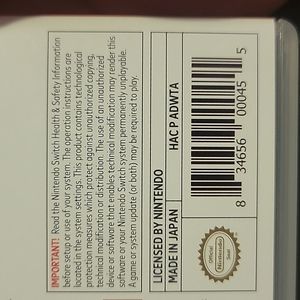 IMPORTANT! Read the Nintendo Switch Health & Safety Information
before setup or use of your system. The operation instructions are
located in the system settings. This product contains technological
protection measures which protect against unauthorized copying,
technical modification or distribution. The use of an unauthorized
device or software that enables technical modification may render this
software or your Nintendo Switch system permanently unplayable.
A game or system update (or both) may be required to play.
LICENSED BY NINTENDO
MADE IN JAPAN
HAC P ADWTA
8 34656 00045 5
Official
Nintendo
Seal